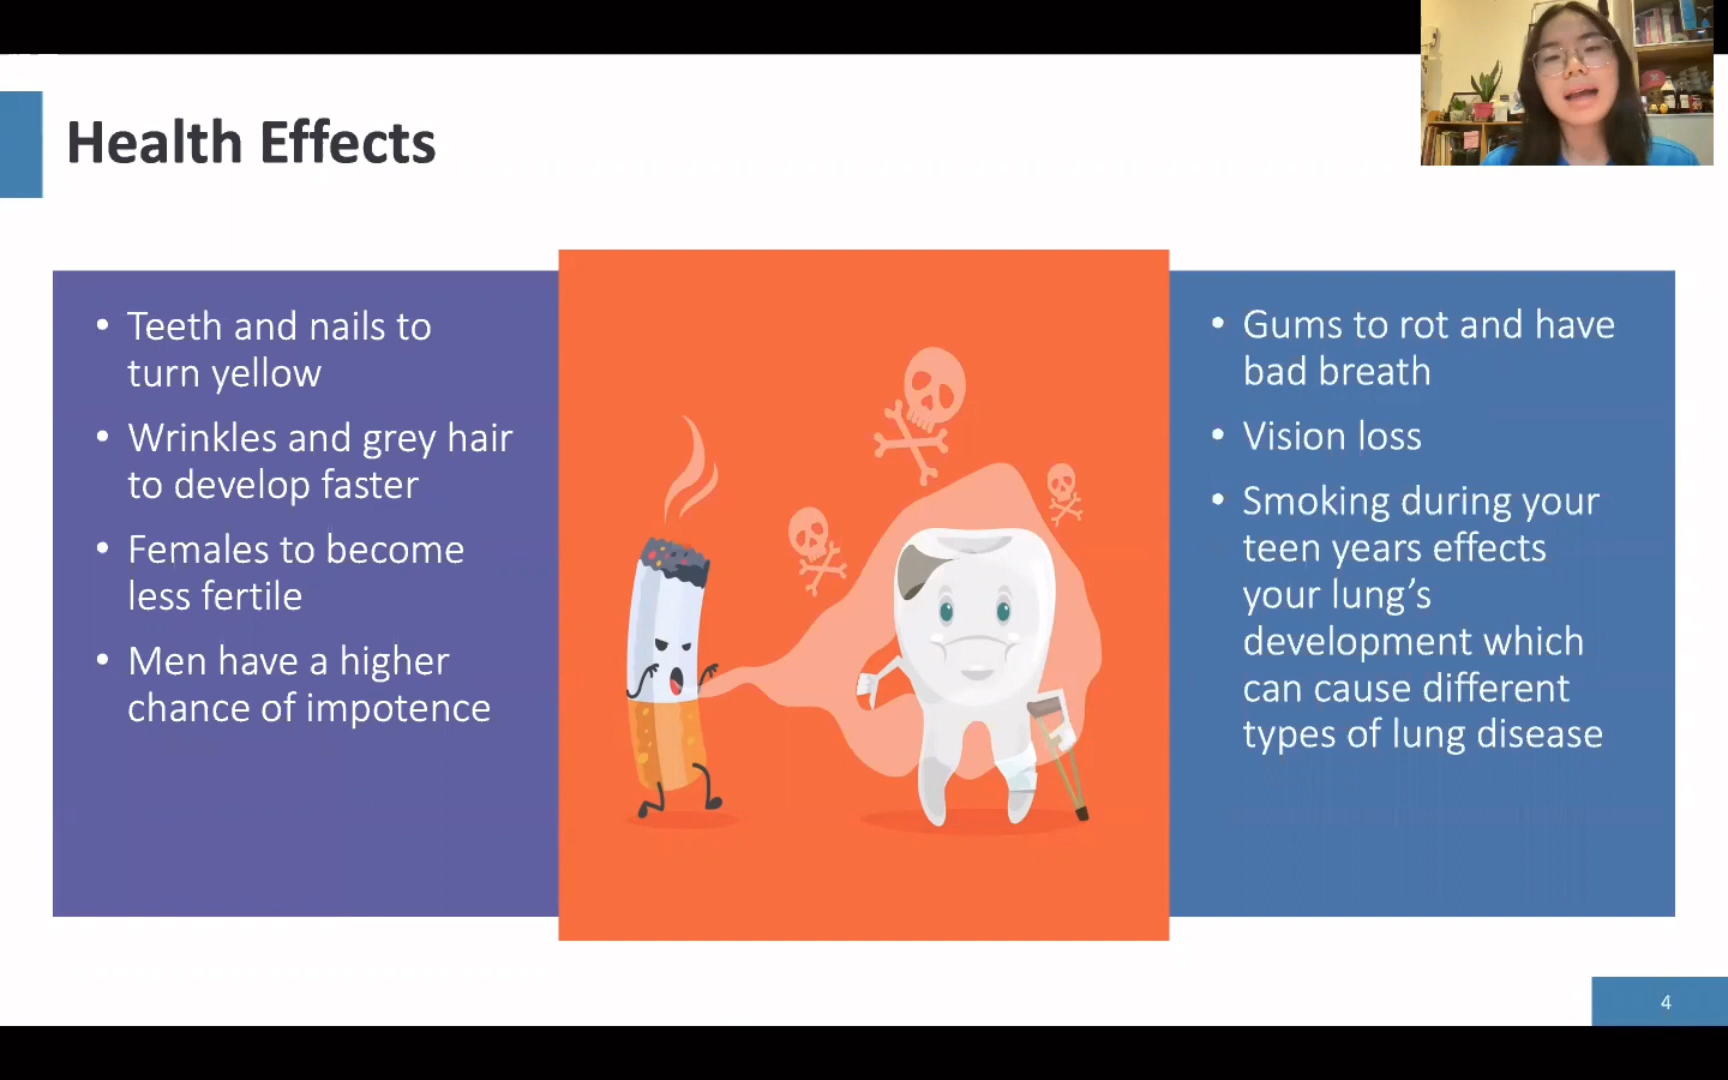 Health Effects
• Teeth and nails to
turn yellow
• Wrinkles and grey hair
to develop faster
• Females to become
less fertile
• Men have a higher
chance of impotence
• Gums to rot and have
bad breath
• Vision loss
• Smoking during your
teen years effects
your lung’s
development which
can cause different
types of lung disease
4